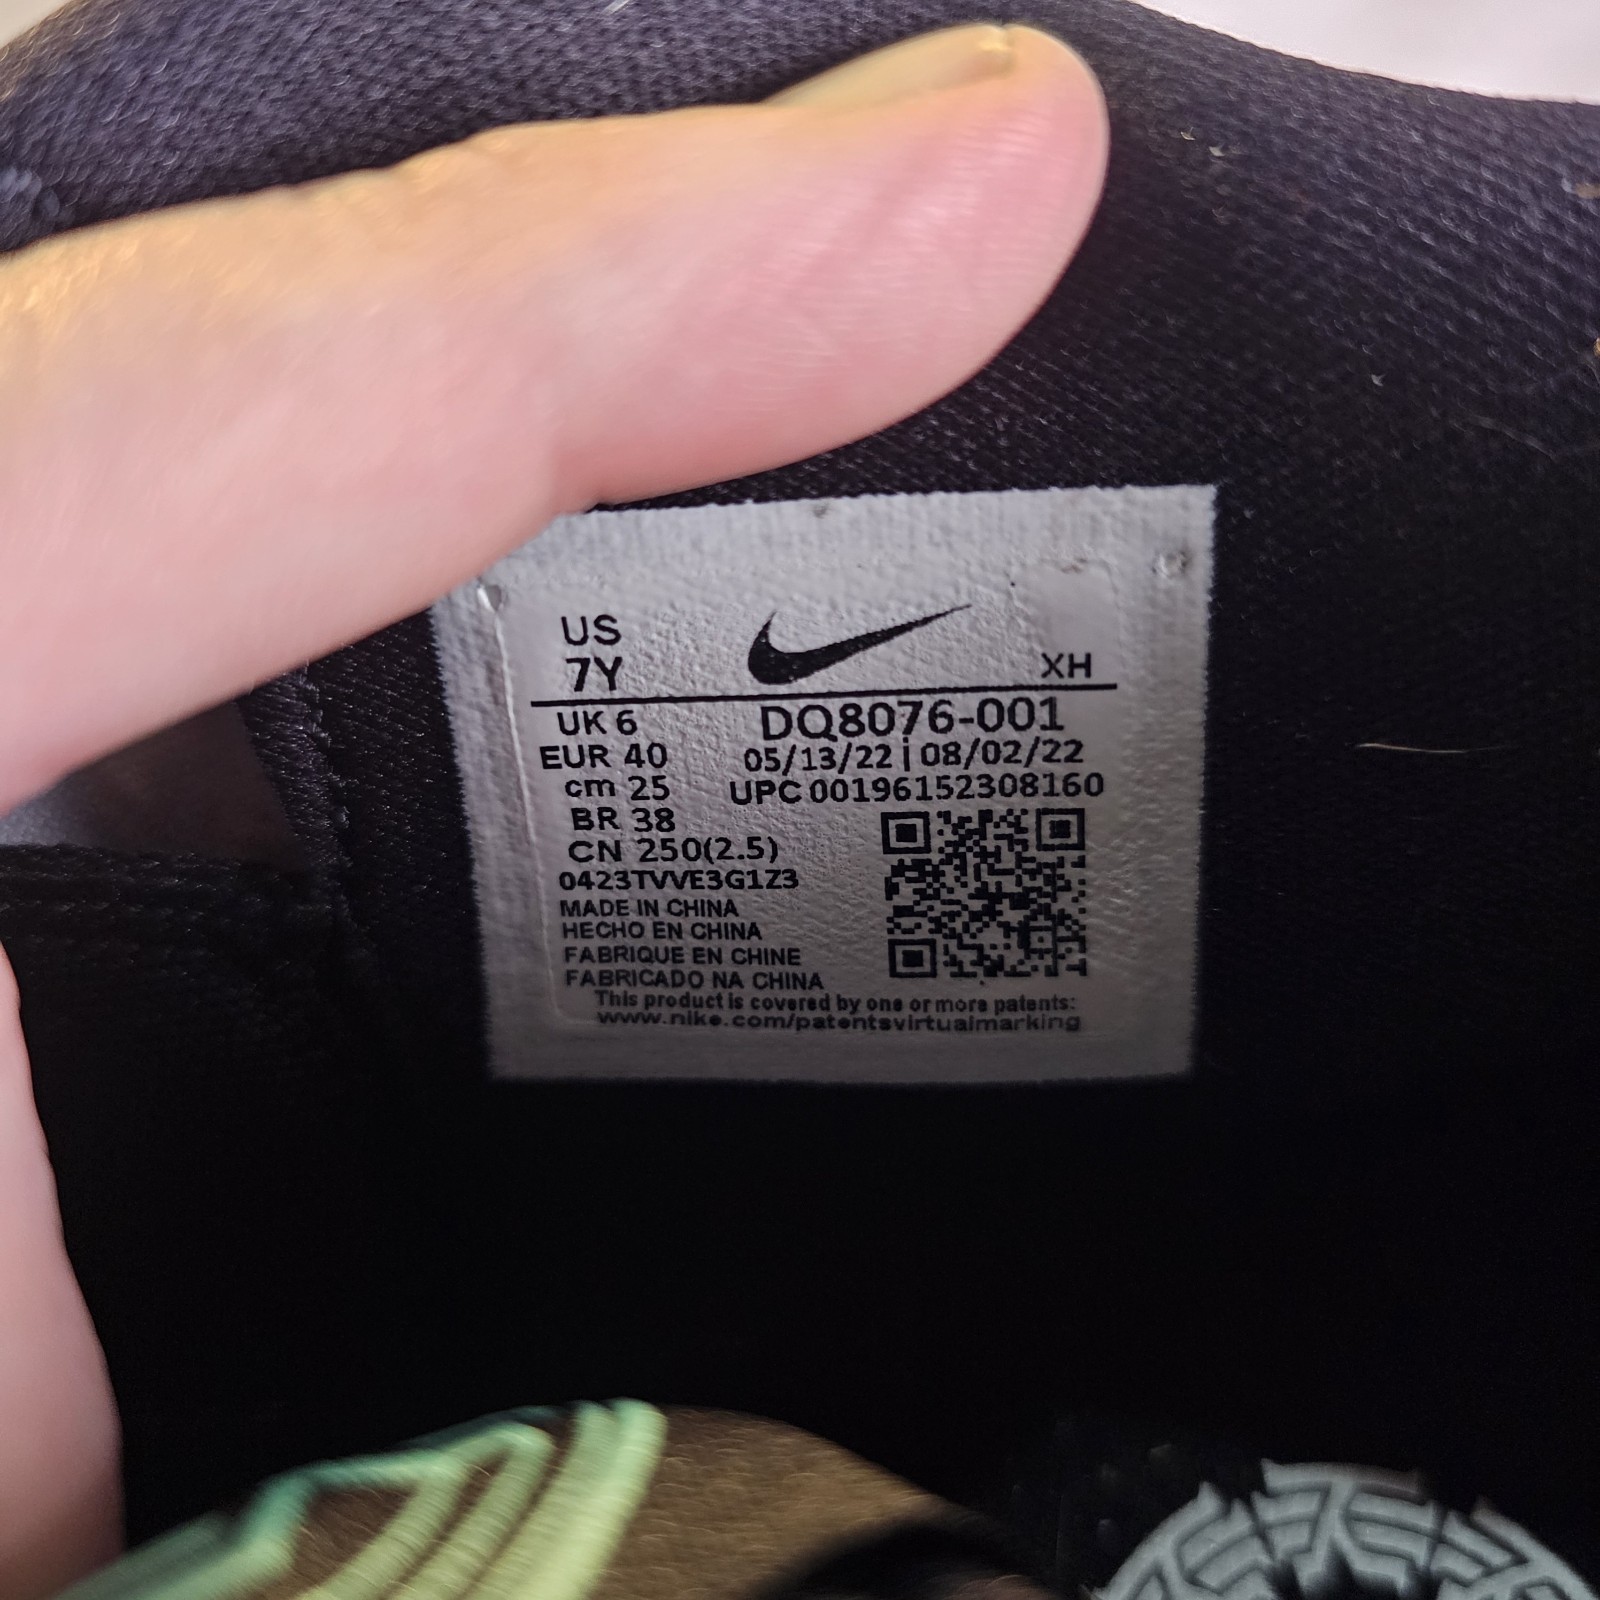 US
7Y
XH
UK 6
DQ8076-001
EUR 40
05/13/22 | 08/02/22
cm 25
UPC 00196152308160
BR 38
CN 250(2.5)
0423TVVE3G1Z3
MADE IN CHINA
HECHO EN CHINA
FABRIQUE EN CHINE
FABRICADO NA CHINA
This product is covered by one or more patents:
www.nike.com/patentsvirtualmarking